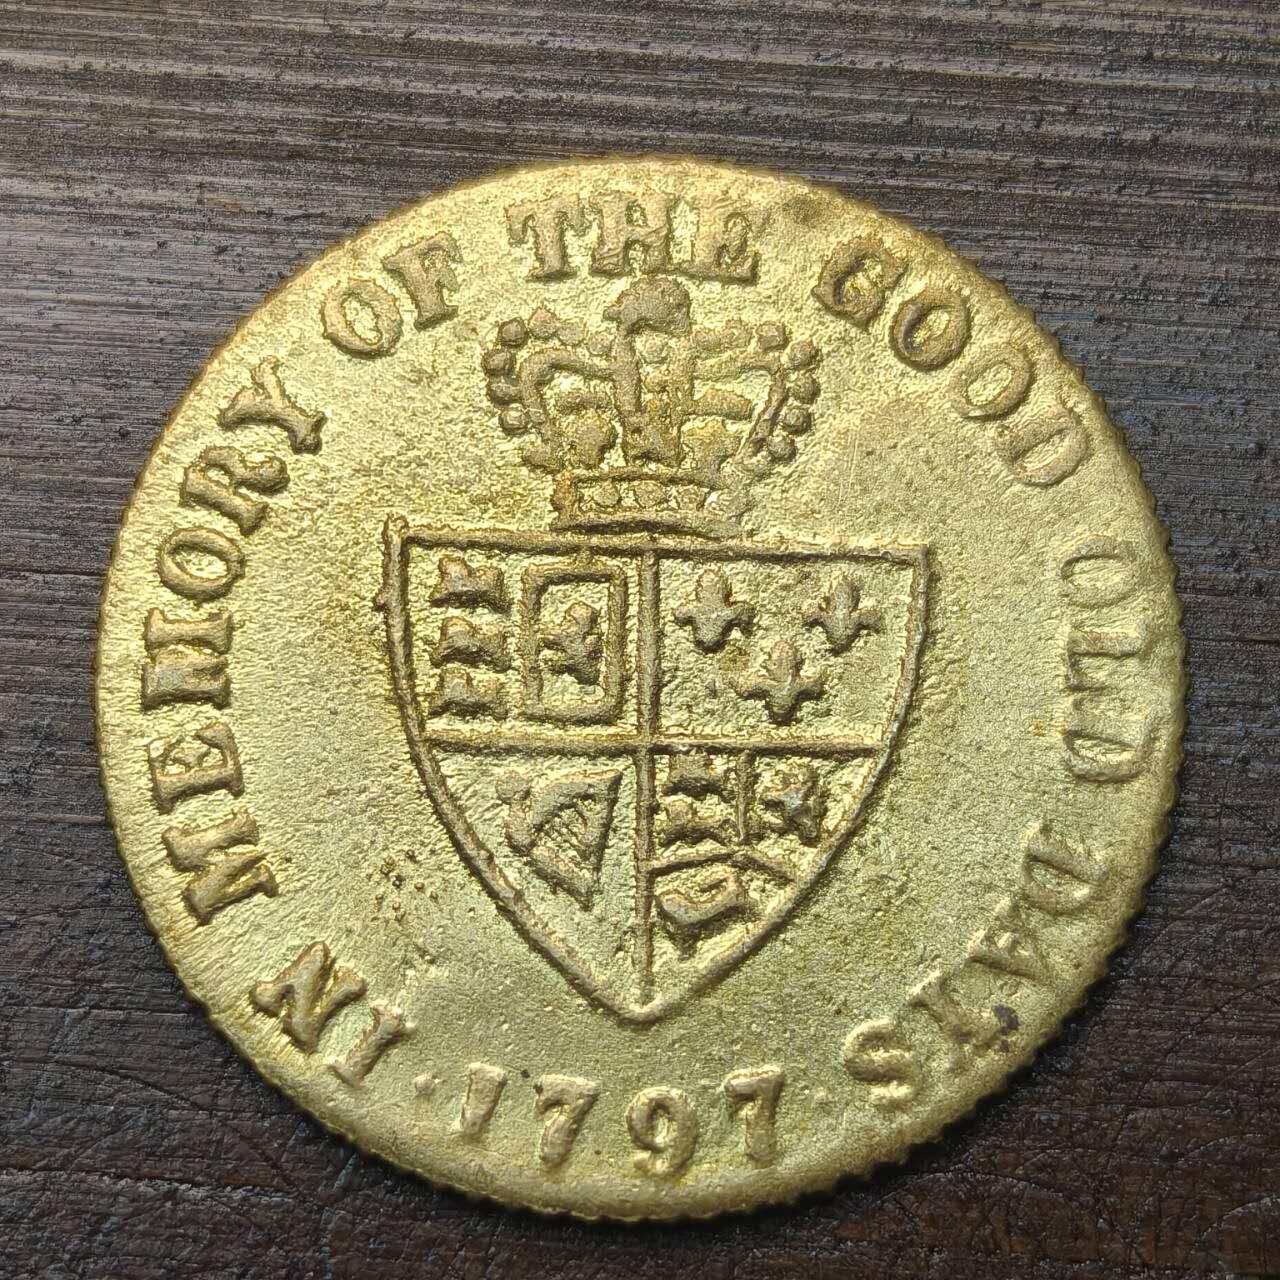 IN MEMORY OF THE GOOD OLD DAYS
·1797·